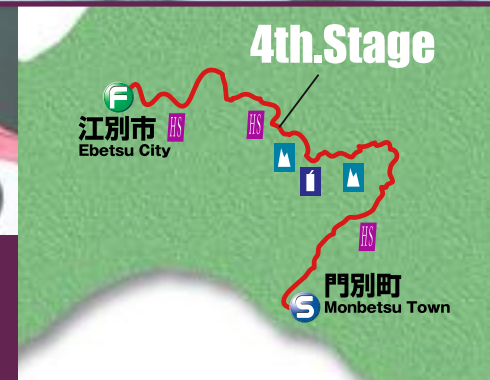 4th.Stage
F
江別市
Ebetsu City
HS
HS
HS
S
門別町
Monbetsu Town